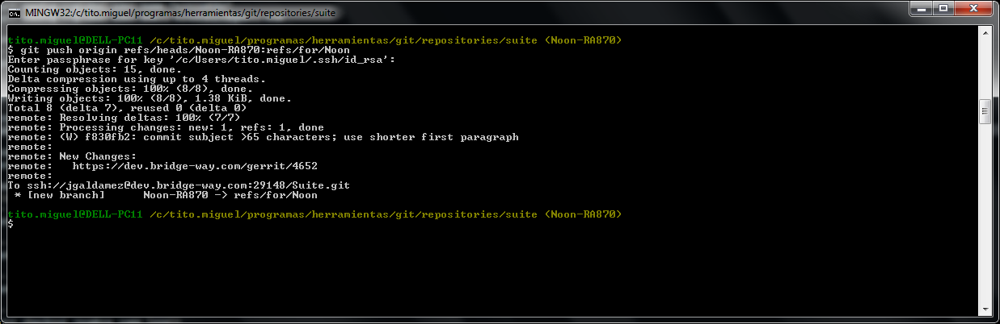 MINGW32:/c/tito.miguel/programas/herramientas/git/repositories/suite
tito.miguel@DELL-PC11 /c/tito.miguel/programas/herramientas/git/repositories/suite (Noon-RA870)
$ git push origin refs/heads/Noon-RA870:refs/for/Noon
Enter passphrase for key '/c/Users/tito.miguel/.ssh/id_rsa':
Counting objects: 15, done.
Delta compression using up to 4 threads.
Compressing objects: 100% (8/8), done.
Writing objects: 100% (8/8), 1.38 KiB, done.
Total 8 (delta 7), reused 0 (delta 0)
remote: Resolving deltas: 100% (7/7)
remote: Processing changes: new: 1, refs: 1, done
remote: (W) f830fb2: commit subject >65 characters; use shorter first paragraph
remote:
remote: New Changes:
remote:   https://dev.bridge-way.com/gerrit/4652
remote:
To ssh://jgaldamez@dev.bridge-way.com:29148/Suite.git
 * [new branch]      Noon-RA870 -> refs/for/Noon
tito.miguel@DELL-PC11 /c/tito.miguel/programas/herramientas/git/repositories/suite (Noon-RA870)
$